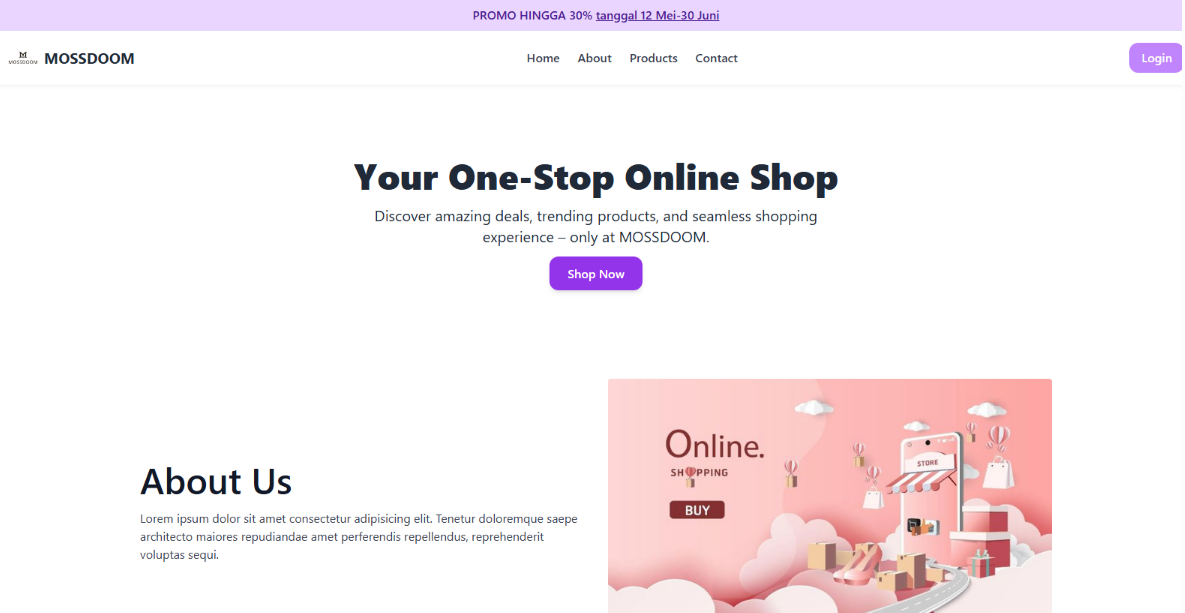 PROMO HINGGA 30% tanggal 12 Mei-30 Juni
MOSSDOOM MOSSDOOM Home About Products Contact Login
Your One-Stop Online Shop
Discover amazing deals, trending products, and seamless shopping
experience – only at MOSSDOOM.
Shop Now
About Us
Lorem ipsum dolor sit amet consectetur adipisicing elit. Tenetur doloremque saepe
architecto maiores repudiandae amet perferendis repellendus, reprehenderit
voluptas sequi.
Online.
SHOPPING
BUY
STORE